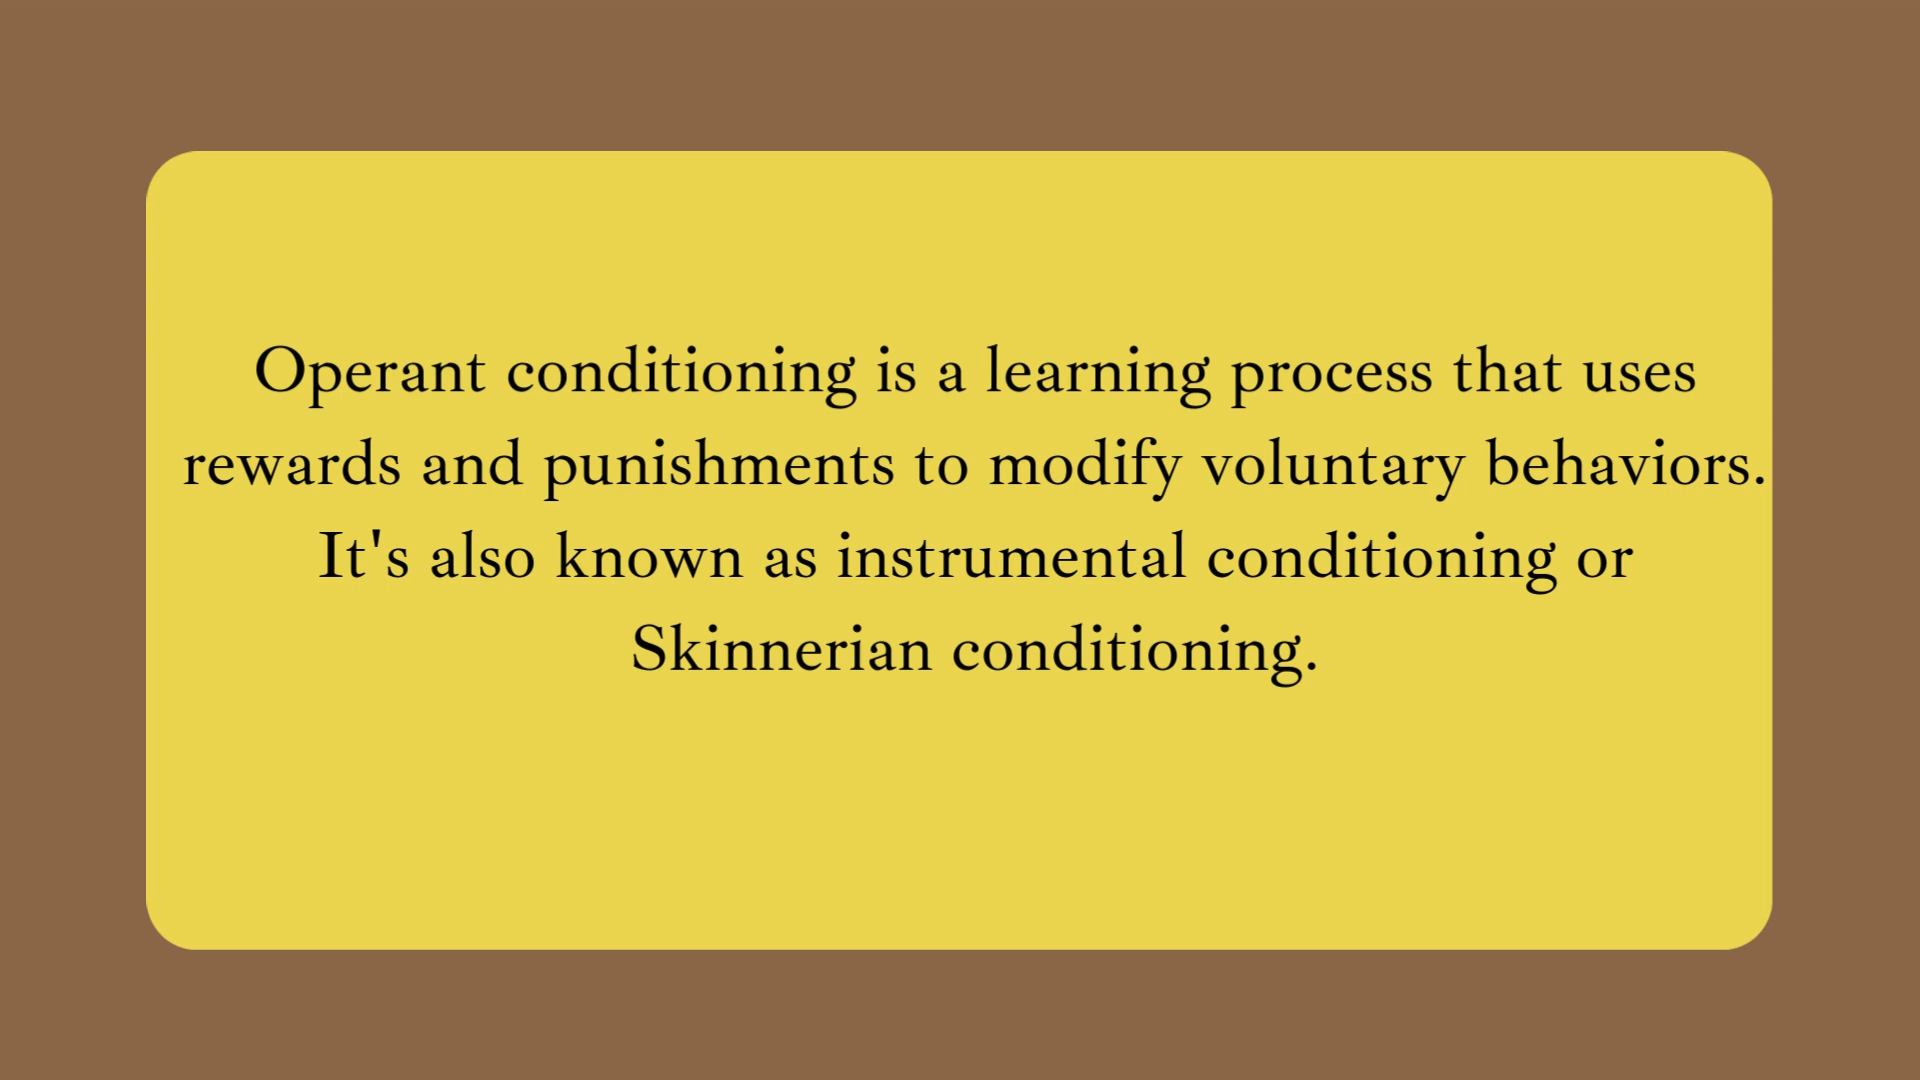 Operant conditioning is a learning process that uses
rewards and punishments to modify voluntary behaviors.
It's also known as instrumental conditioning or
Skinnerian conditioning.